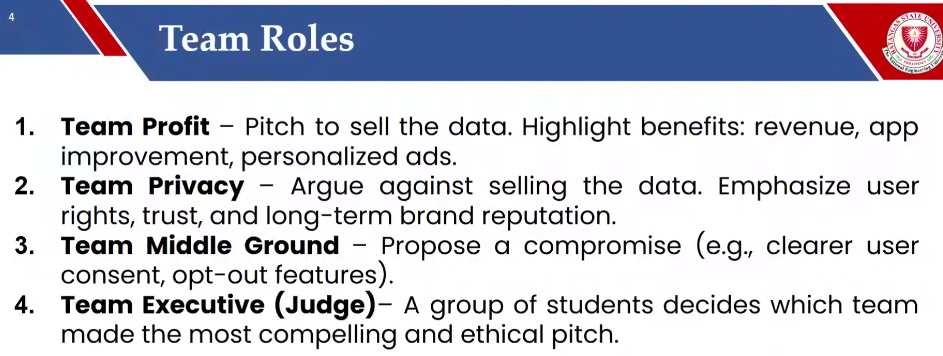 4
Team Roles
BATANGAS STATE UNIVERSITY
1. Team Profit – Pitch to sell the data. Highlight benefits: revenue, app
improvement, personalized ads.
2. Team Privacy – Argue against selling the data. Emphasize user
rights, trust, and long-term brand reputation.
3. Team Middle Ground – Propose a compromise (e.g., clearer user
consent, opt-out features).
4. Team Executive (Judge)– A group of students decides which team
made the most compelling and ethical pitch.